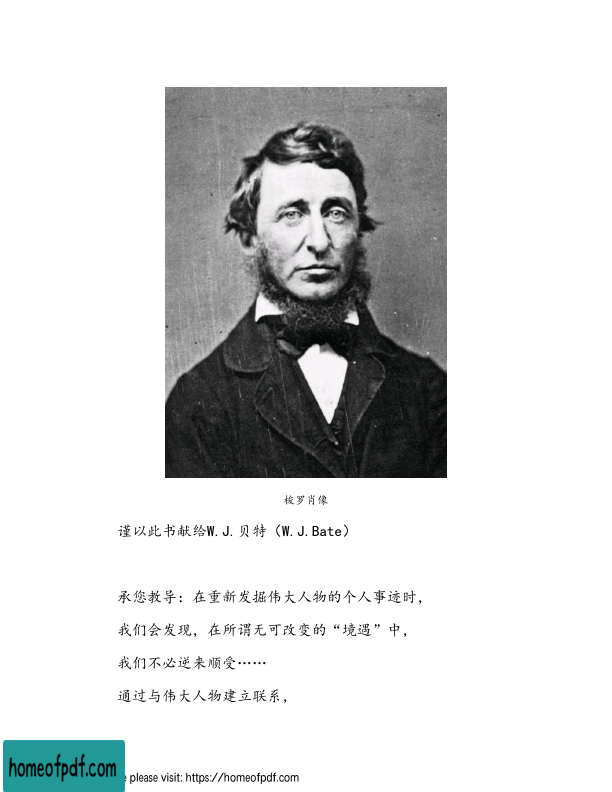 梭罗肖像
谨以此书献给W.J.贝特（W.J.Bate）
承您教导：在重新发掘伟大人物的个人事迹时，
我们会发现，在所谓无可改变的“境遇”中，
我们不必逆来顺受……
通过与伟大人物建立联系，
homeofpdf.com
please visit: https://homeofpdf.com